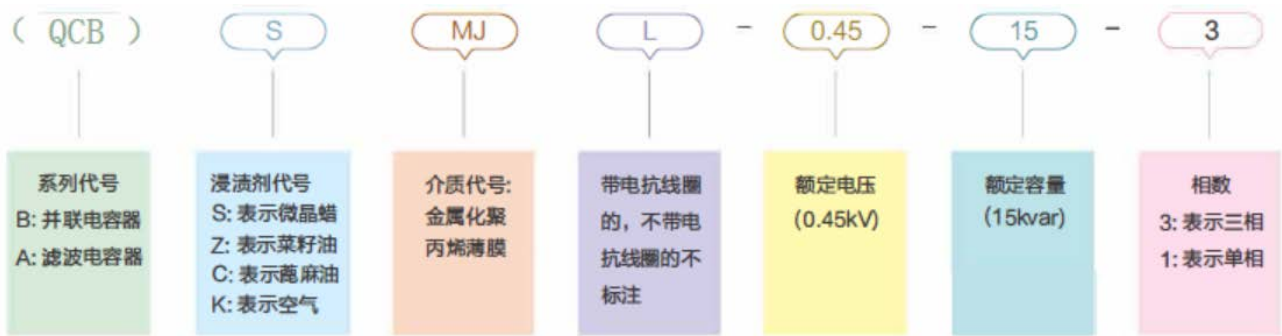 ( QCB ) S MJ L - 0.45 - 15 - 3
系列代号
B: 并联电容器
A: 滤波电容器
浸渍剂代号
S: 表示微晶蜡
Z: 表示菜籽油
C: 表示蓖麻油
K: 表示空气
介质代号:
金属化聚
丙烯薄膜
带电抗线圈
的，不带电
抗线圈的不
标注
额定电压
(0.45kV)
额定容量
(15kvar)
相数
3: 表示三相
1: 表示单相